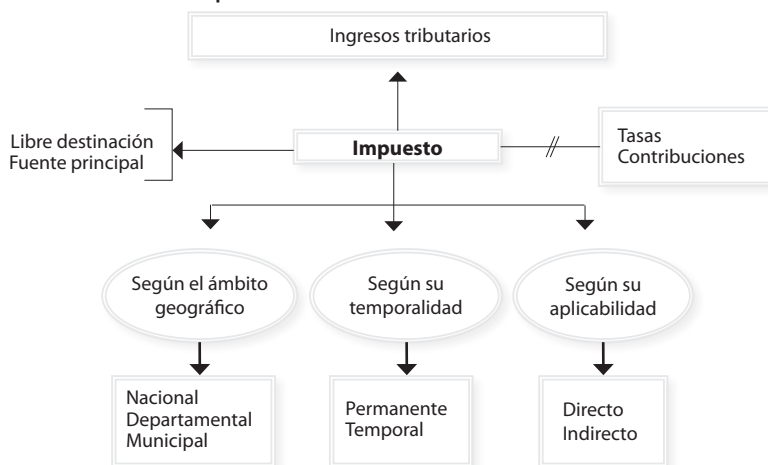 Ingresos tributarios
Libre destinación
Fuente principal
Impuesto
Tasas
Contribuciones
Según el ámbito
geográfico
Según su
temporalidad
Según su
aplicabilidad
Nacional
Departamental
Municipal
Permanente
Temporal
Directo
Indirecto